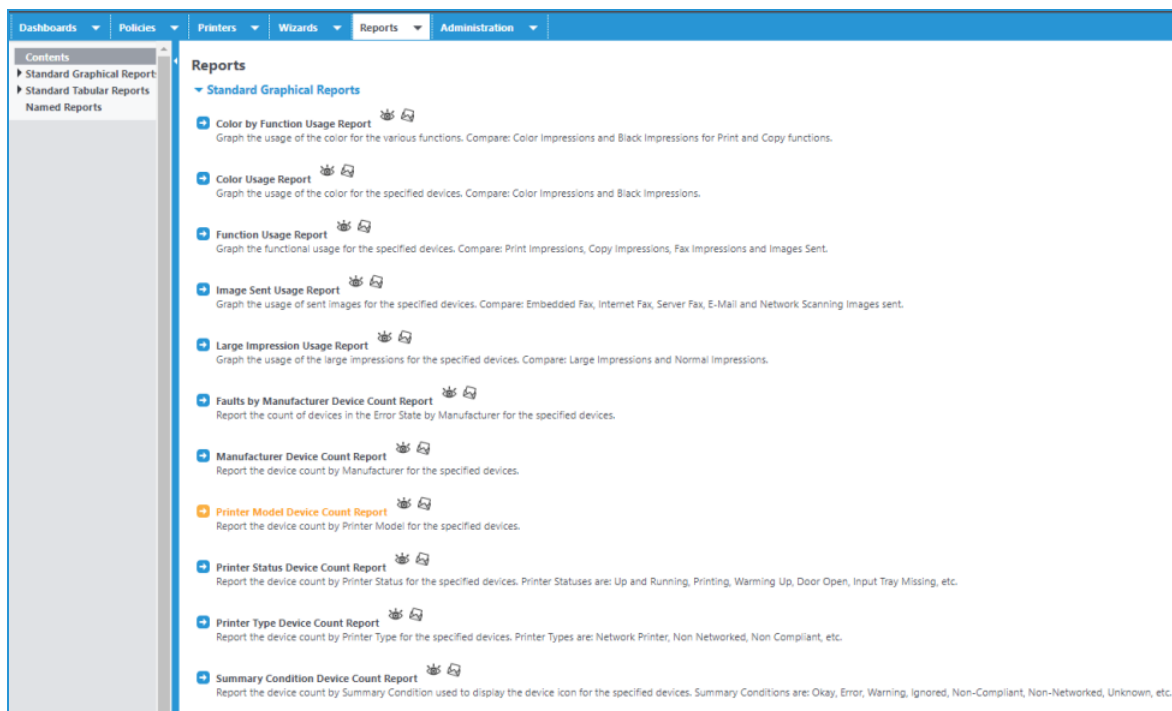 Dashboards Policies Printers Wizards Reports Administration
Contents
Standard Graphical Report
Standard Tabular Reports
Named Reports
Reports
Standard Graphical Reports
Color by Function Usage Report
Graph the usage of the color for the various functions. Compare: Color Impressions and Black Impressions for Print and Copy functions.
Color Usage Report
Graph the usage of the color for the specified devices. Compare: Color Impressions and Black Impressions.
Function Usage Report
Graph the functional usage for the specified devices. Compare: Print Impressions, Copy Impressions, Fax Impressions and Images Sent.
Image Sent Usage Report
Graph the usage of sent images for the specified devices. Compare: Embedded Fax, Internet Fax, Server Fax, E-Mail and Network Scanning Images sent.
Large Impression Usage Report
Graph the usage of the large impressions for the specified devices. Compare: Large Impressions and Normal Impressions.
Faults by Manufacturer Device Count Report
Report the count of devices in the Error State by Manufacturer for the specified devices.
Manufacturer Device Count Report
Report the device count by Manufacturer for the specified devices.
Printer Model Device Count Report
Report the device count by Printer Model for the specified devices.
Printer Status Device Count Report
Report the device count by Printer Status for the specified devices. Printer Statuses are: Up and Running, Printing, Warming Up, Door Open, Input Tray Missing, etc.
Printer Type Device Count Report
Report the device count by Printer Type for the specified devices. Printer Types are: Network Printer, Non Networked, Non Compliant, etc.
Summary Condition Device Count Report
Report the device count by Summary Condition used to display the device icon for the specified devices. Summary Conditions are: Okay, Error, Warning, Ignored, Non-Compliant, Non-Networked, Unknown, etc.